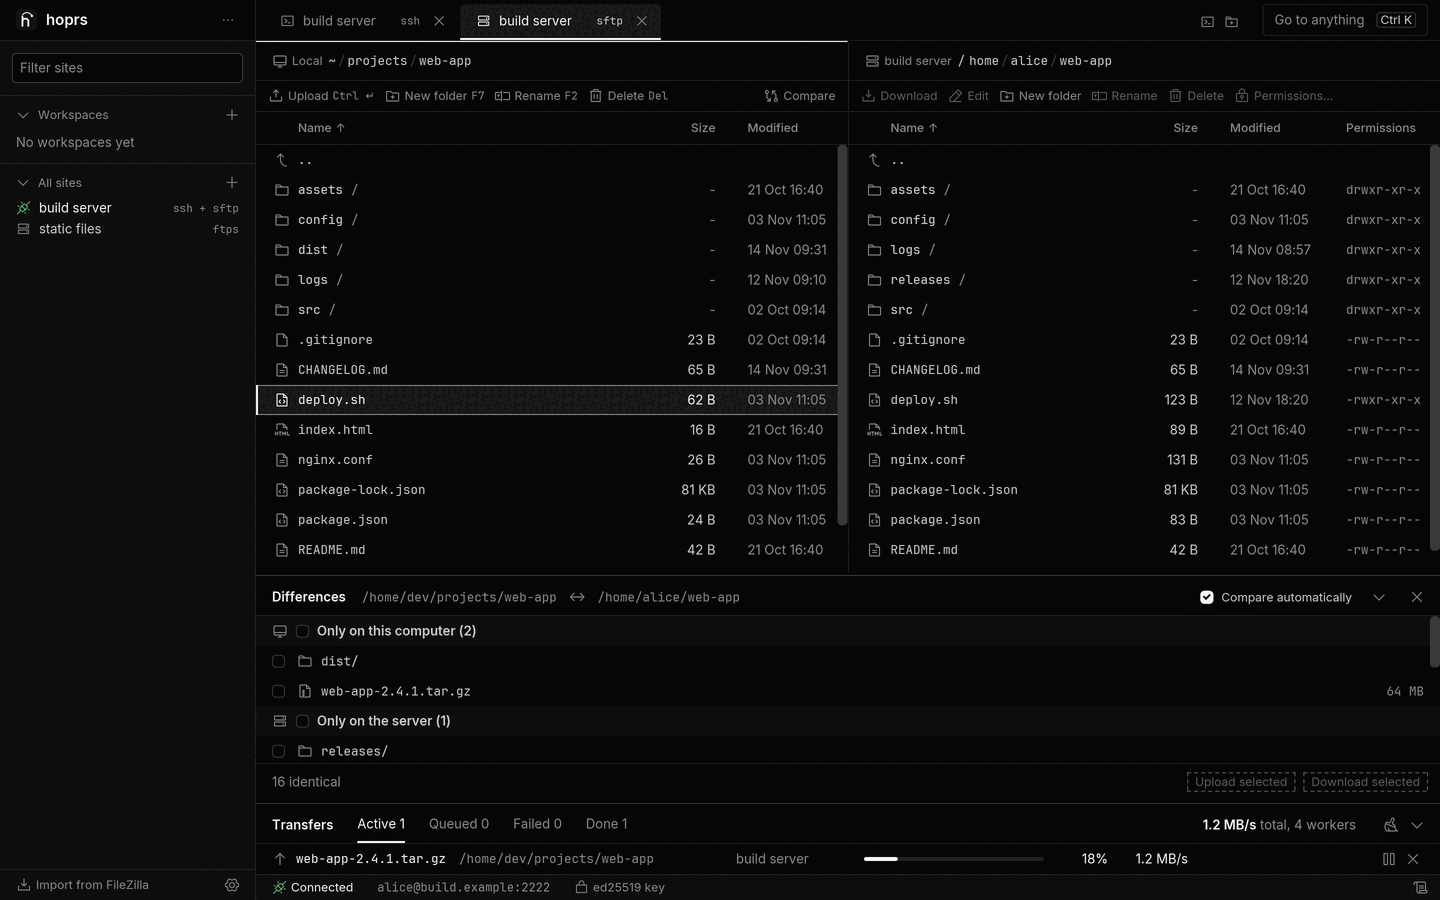 hoprs
Filter sites
Workspaces
No workspaces yet
All sites
build server ssh + sftp
static files ftps
Import from FileZilla
build server ssh
build server sftp
Go to anything Ctrl K
Local ~ / projects / web-app
Upload Ctrl ↵ New folder F7 Rename F2 Delete Del Compare
Name ↑ Size Modified
..
assets / - 21 Oct 16:40
config / - 03 Nov 11:05
dist / - 14 Nov 09:31
logs / - 12 Nov 09:10
src / - 02 Oct 09:14
.gitignore 23 B 02 Oct 09:14
CHANGELOG.md 65 B 14 Nov 09:31
deploy.sh 62 B 03 Nov 11:05
index.html 16 B 21 Oct 16:40
nginx.conf 26 B 03 Nov 11:05
package-lock.json 81 KB 03 Nov 11:05
package.json 24 B 03 Nov 11:05
README.md 42 B 21 Oct 16:40
build server / home / alice / web-app
Download Edit New folder Rename Delete Permissions...
Name ↑ Size Modified Permissions
..
assets / - 21 Oct 16:40 drwxr-xr-x
config / - 03 Nov 11:05 drwxr-xr-x
logs / - 14 Nov 08:57 drwxr-xr-x
releases / - 12 Nov 18:20 drwxr-xr-x
src / - 02 Oct 09:14 drwxr-xr-x
.gitignore 23 B 02 Oct 09:14 -rw-r--r--
CHANGELOG.md 65 B 14 Nov 09:31 -rw-r--r--
deploy.sh 123 B 12 Nov 18:20 -rwxr-xr-x
index.html 89 B 21 Oct 16:40 -rw-r--r--
nginx.conf 131 B 03 Nov 11:05 -rw-r--r--
package-lock.json 81 KB 03 Nov 11:05 -rw-r--r--
package.json 83 B 03 Nov 11:05 -rw-r--r--
README.md 42 B 21 Oct 16:40 -rw-r--r--
Differences /home/dev/projects/web-app ↔ /home/alice/web-app Compare automatically
Only on this computer (2)
dist/
web-app-2.4.1.tar.gz 64 MB
Only on the server (1)
releases/
16 identical Upload selected Download selected
Transfers Active 1 Queued 0 Failed 0 Done 1 1.2 MB/s total, 4 workers
web-app-2.4.1.tar.gz /home/dev/projects/web-app build server 18% 1.2 MB/s
Connected alice@build.example:2222 ed25519 key